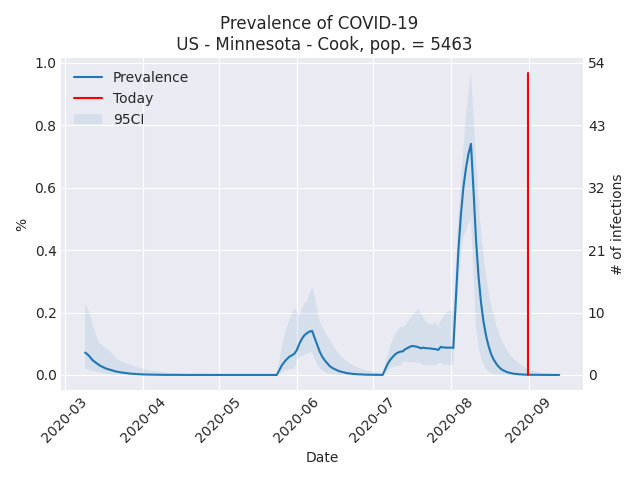 Prevalence of COVID-19
US - Minnesota - Cook, pop. = 5463
Prevalence
Today
95CI
1.0
0.8
0.6
0.4
0.2
0.0
%
54
43
32
21
10
0
# of infections
2020-03
2020-04
2020-05
2020-06
2020-07
2020-08
2020-09
Date